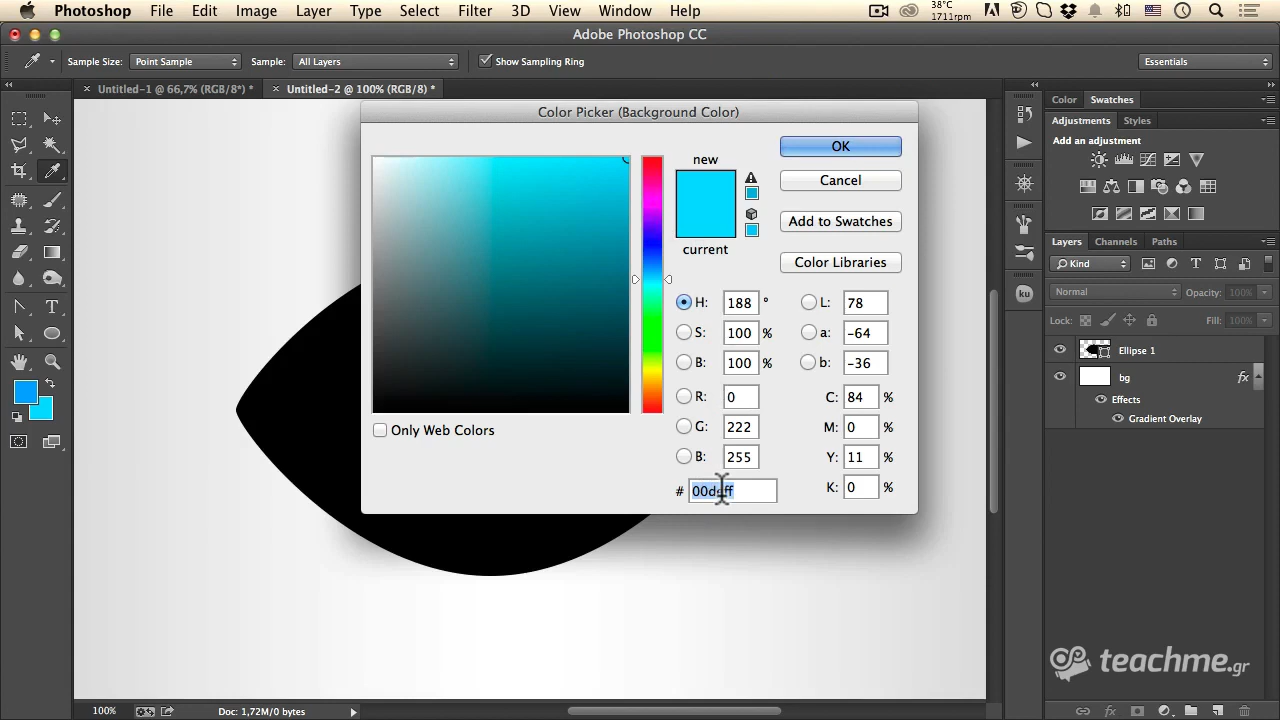 Photoshop File Edit Image Layer Type Select Filter 3D View Window Help 38°C 1711rpm
Adobe Photoshop CC
Sample Size: Point Sample Sample: All Layers Show Sampling Ring Essentials
Untitled-1 @ 66,7% (RGB/8*) * Untitled-2 @ 100% (RGB/8) *
Color Picker (Background Color)
new
current
OK
Cancel
Add to Swatches
Color Libraries
H: 188 ° L: 78
S: 100 % a: -64
B: 100 % b: -36
R: 0 C: 84 %
G: 222 M: 0 %
B: 255 Y: 11 %
# 00deff K: 0 %
Only Web Colors
Color Swatches
Adjustments Styles
Add an adjustment
Layers Channels Paths
Kind
Normal Opacity: 100%
Lock: Fill: 100%
Ellipse 1
bg fx
Effects
Gradient Overlay
ku
teachme.gr
100% Doc: 1,72M/0 bytes
fx